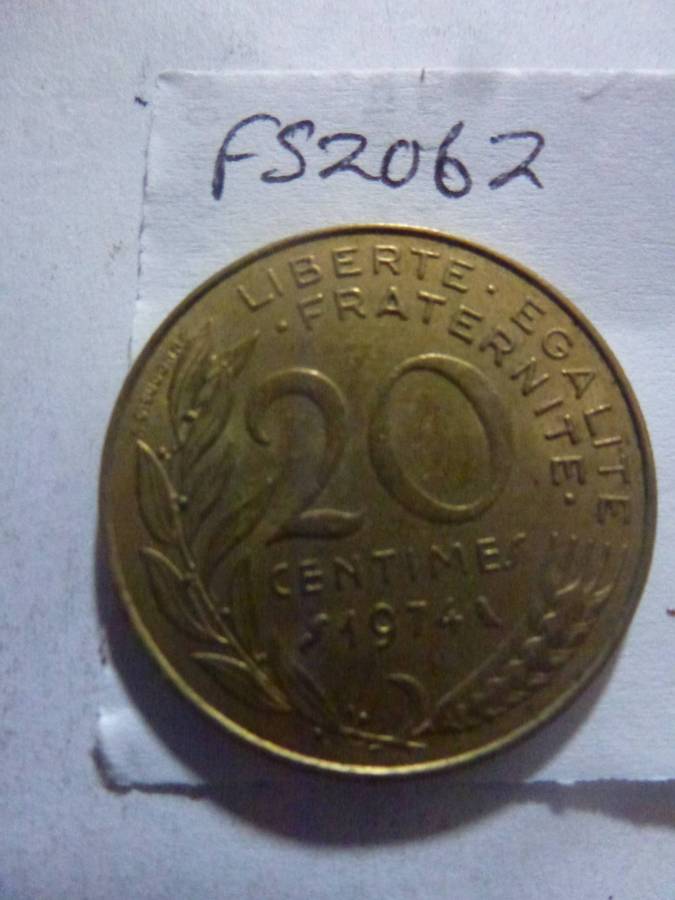 FS2062
LIBERTE · EGALITE
· FRATERNITE ·
20
CENTIMES
1974